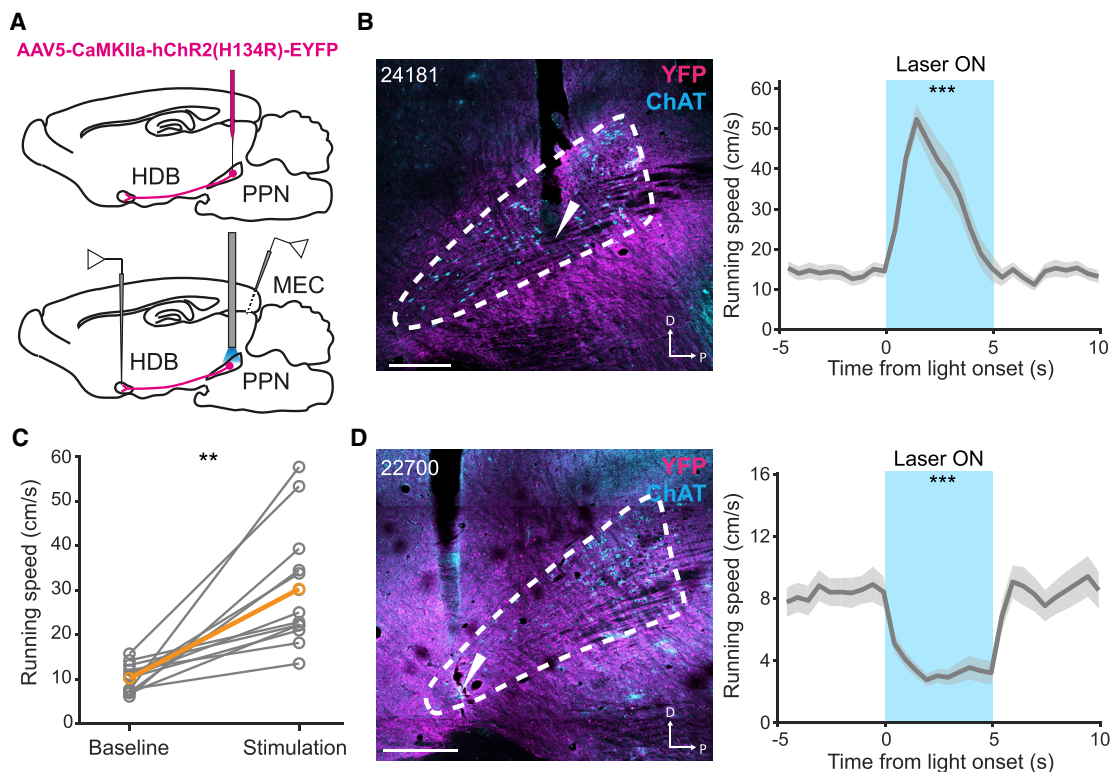 A
AAV5-CaMKIIa-hChR2(H134R)-EYFP
HDB
PPN
MEC
HDB
PPN
B
24181
YFP
ChAT
D
P
Laser ON
***
Running speed (cm/s)
60
50
40
30
20
10
0
-5 0 5 10
Time from light onset (s)
C
**
Running speed (cm/s)
60
50
40
30
20
10
0
Baseline Stimulation
D
22700
YFP
ChAT
D
P
Laser ON
***
Running speed (cm/s)
16
12
8
4
0
-5 0 5 10
Time from light onset (s)